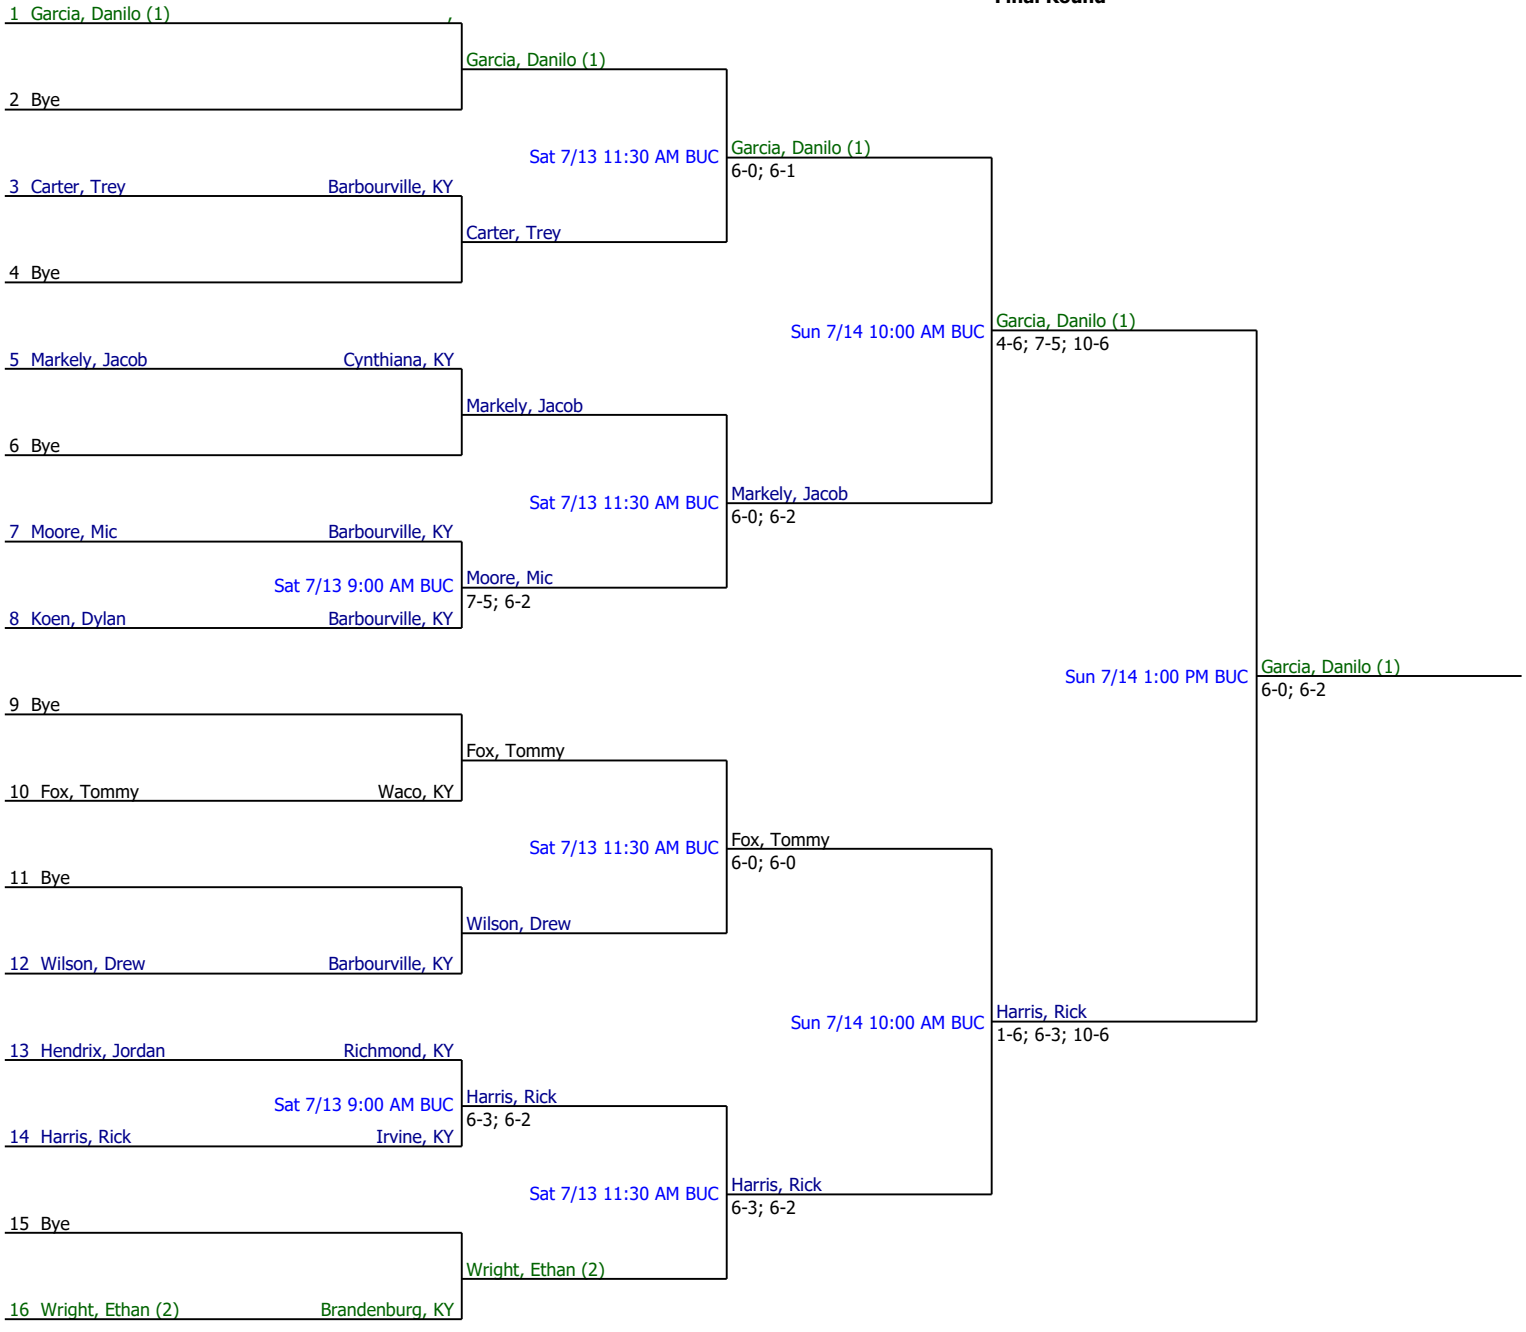 Final Round
1 Garcia, Danilo (1) ,
Garcia, Danilo (1)
2 Bye
Sat 7/13 11:30 AM BUC
Garcia, Danilo (1)
6-0; 6-1
3 Carter, Trey Barbourville, KY
Carter, Trey
4 Bye
Sun 7/14 10:00 AM BUC
Garcia, Danilo (1)
4-6; 7-5; 10-6
5 Markely, Jacob Cynthiana, KY
Markely, Jacob
6 Bye
Sat 7/13 11:30 AM BUC
Markely, Jacob
6-0; 6-2
7 Moore, Mic Barbourville, KY
Sat 7/13 9:00 AM BUC
Moore, Mic
7-5; 6-2
8 Koen, Dylan Barbourville, KY
Sun 7/14 1:00 PM BUC
Garcia, Danilo (1)
6-0; 6-2
9 Bye
Fox, Tommy
10 Fox, Tommy Waco, KY
Sat 7/13 11:30 AM BUC
Fox, Tommy
6-0; 6-0
11 Bye
Wilson, Drew
12 Wilson, Drew Barbourville, KY
Sun 7/14 10:00 AM BUC
Harris, Rick
1-6; 6-3; 10-6
13 Hendrix, Jordan Richmond, KY
Sat 7/13 9:00 AM BUC
Harris, Rick
6-3; 6-2
14 Harris, Rick Irvine, KY
Sat 7/13 11:30 AM BUC
Harris, Rick
6-3; 6-2
15 Bye
Wright, Ethan (2)
16 Wright, Ethan (2) Brandenburg, KY